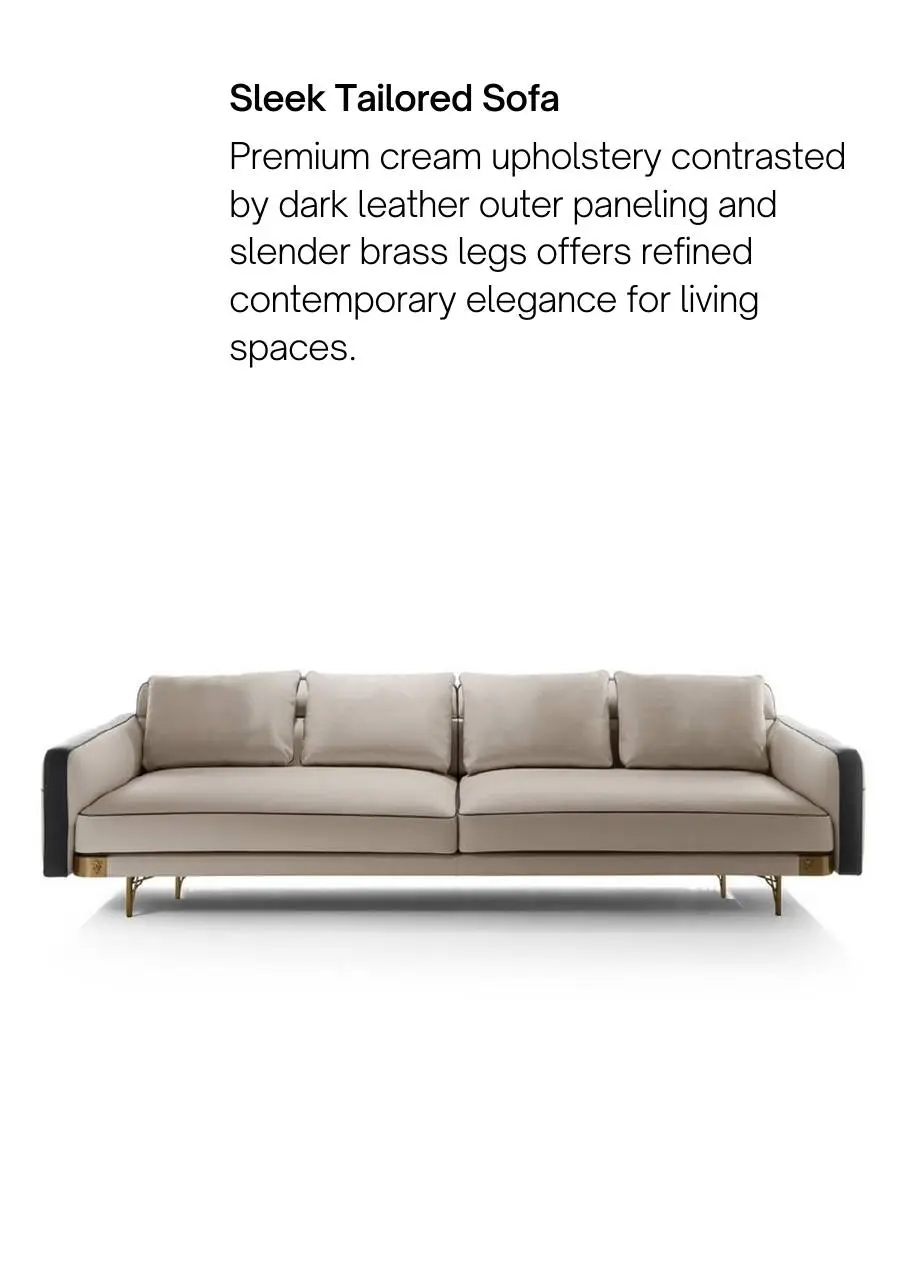 Sleek Tailored Sofa
Premium cream upholstery contrasted
by dark leather outer paneling and
slender brass legs offers refined
contemporary elegance for living
spaces.